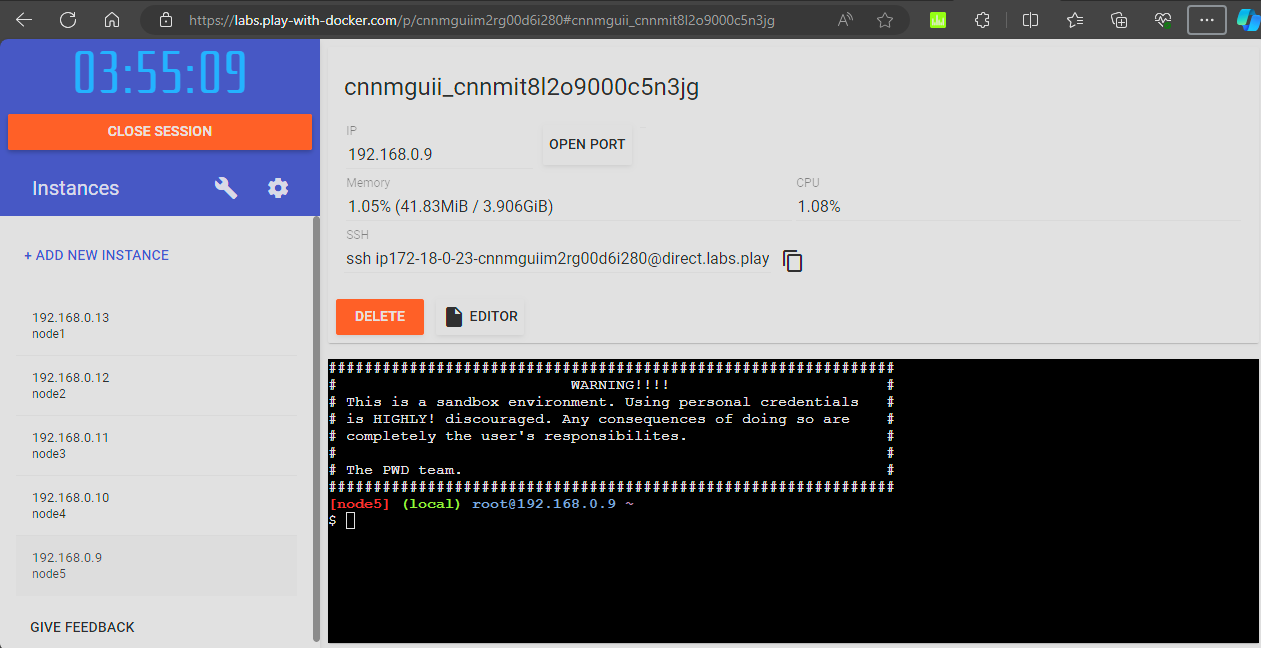 https://labs.play-with-docker.com/p/cnnmguiim2rg00d6i280#cnnmguii_cnnmit8l2o9000c5n3jg
03:55:09
CLOSE SESSION
Instances
+ ADD NEW INSTANCE
192.168.0.13
node1
192.168.0.12
node2
192.168.0.11
node3
192.168.0.10
node4
192.168.0.9
node5
GIVE FEEDBACK
cnnmguii_cnnmit8l2o9000c5n3jg
IP
192.168.0.9
OPEN PORT
Memory
1.05% (41.83MiB / 3.906GiB)
CPU
1.08%
SSH
ssh ip172-18-0-23-cnnmguiim2rg00d6i280@direct.labs.play
DELETE
EDITOR
###############################################################
#                          WARNING!!!!                        #
# This is a sandbox environment. Using personal credentials   #
# is HIGHLY! discouraged. Any consequences of doing so are    #
# completely the user's responsibilites.                      #
#                                                             #
# The PWD team.                                               #
###############################################################
[node5] (local) root@192.168.0.9 ~
$